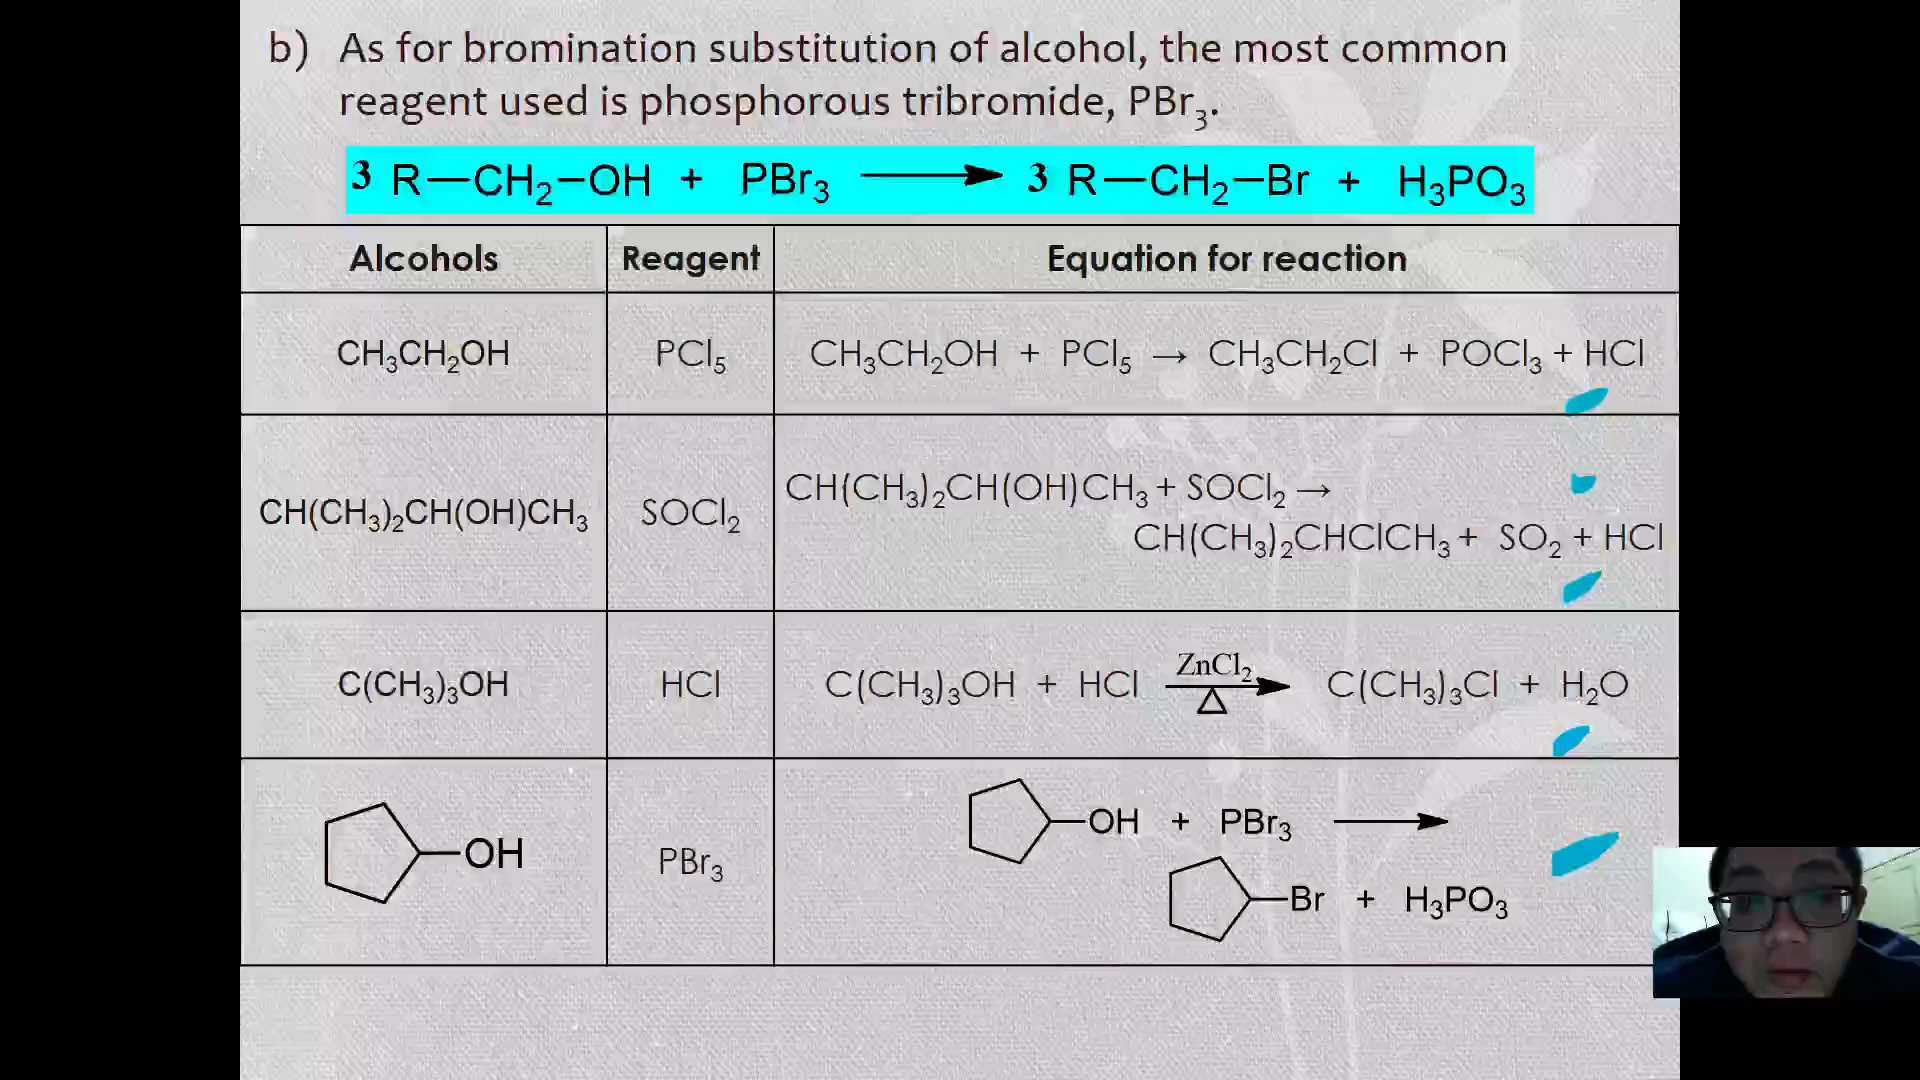 b) As for bromination substitution of alcohol, the most common
reagent used is phosphorous tribromide, PBr₃.
3 R—CH₂—OH + PBr₃ ⟶ 3 R—CH₂—Br + H₃PO₃
Alcohols Reagent Equation for reaction
CH₃CH₂OH PCl₅ CH₃CH₂OH + PCl₅ → CH₃CH₂Cl + POCl₃ + HCl
CH(CH₃)₂CH(OH)CH₃ SOCl₂ CH(CH₃)₂CH(OH)CH₃ + SOCl₂ →
CH(CH₃)₂CHClCH₃ + SO₂ + HCl
ZnCl₂
C(CH₃)₃OH HCl C(CH₃)₃OH + HCl ⟶ C(CH₃)₃Cl + H₂O
△
OH + PBr₃ ⟶
OH PBr₃
Br + H₃PO₃